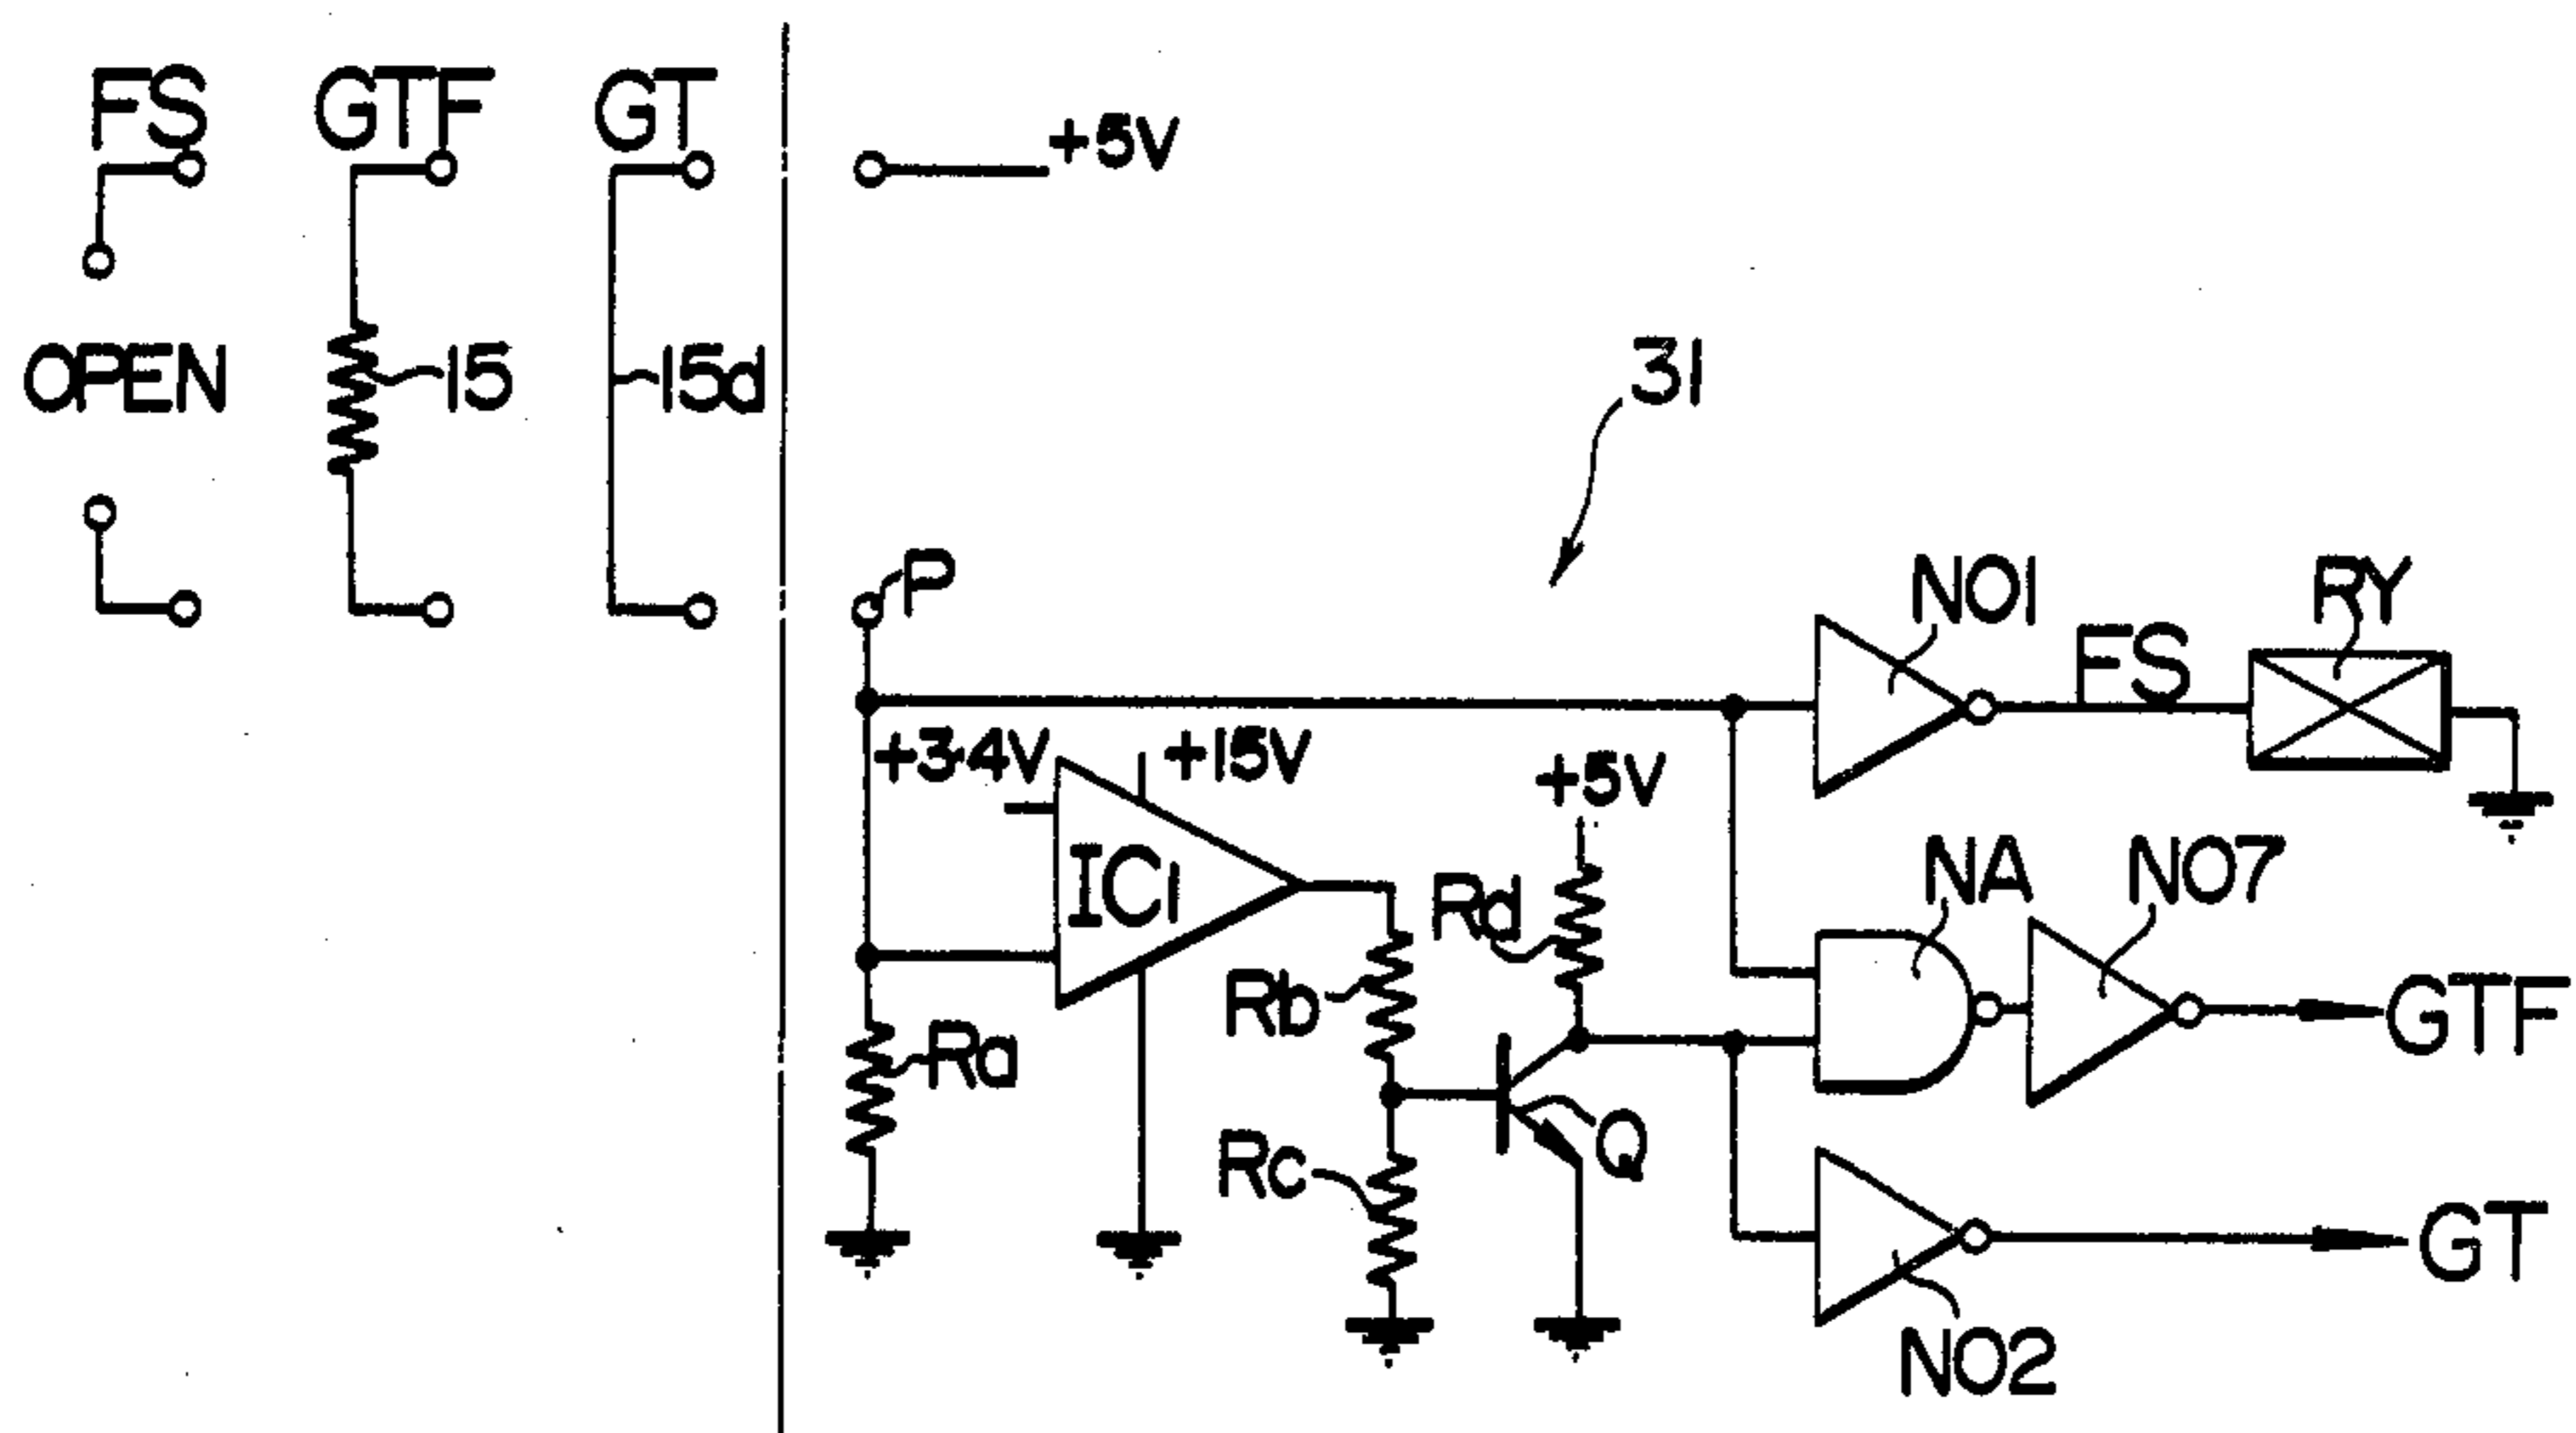 FS GTF GT
+5V
OPEN 15 15d
31
P
NO1 FS RY
+3.4V +15V
+5V
IC1
Rd
NA NO7
Rb
GTF
Ra
Rc Q
GT
NO2